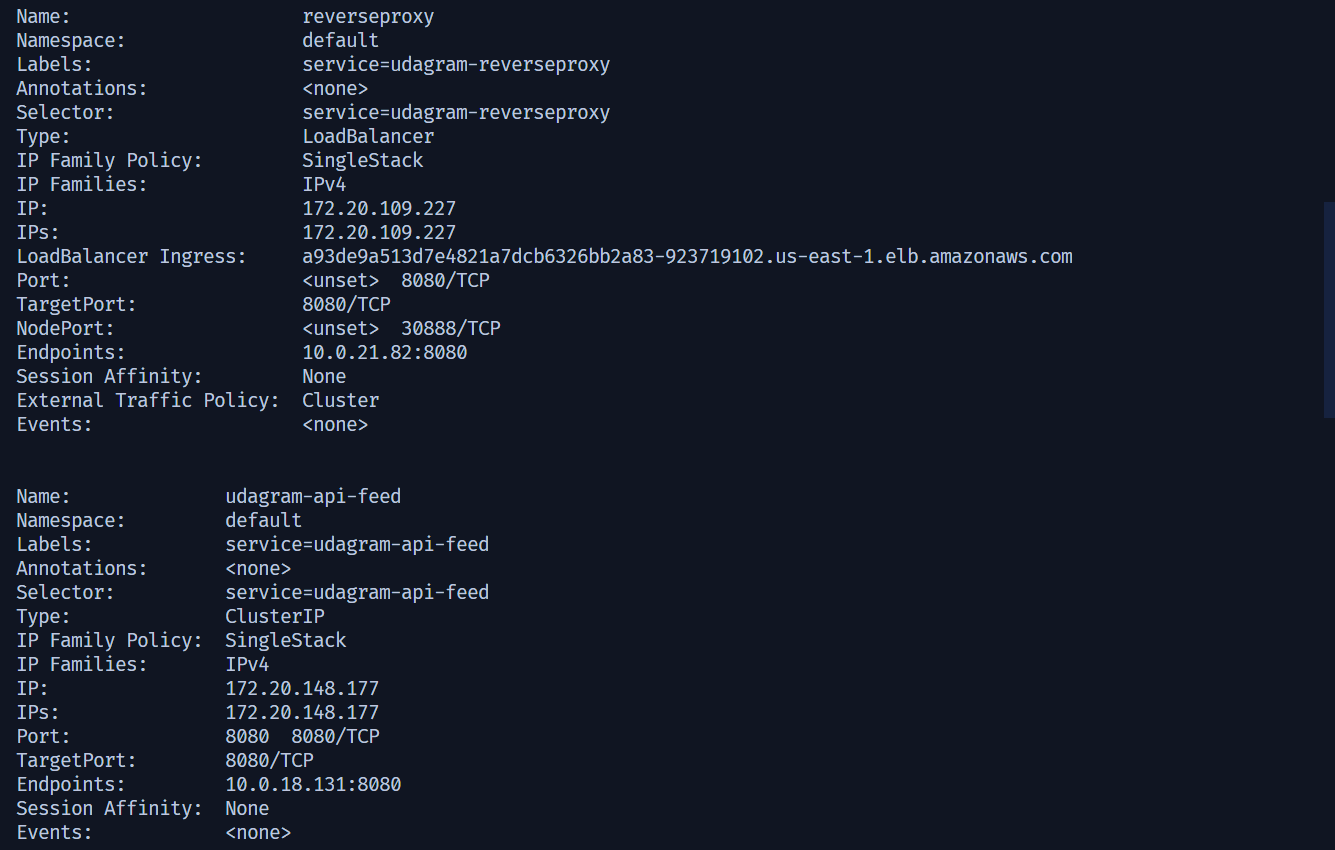 Name:                     reverseproxy
Namespace:                default
Labels:                   service=udagram-reverseproxy
Annotations:              <none>
Selector:                 service=udagram-reverseproxy
Type:                     LoadBalancer
IP Family Policy:         SingleStack
IP Families:              IPv4
IP:                       172.20.109.227
IPs:                      172.20.109.227
LoadBalancer Ingress:     a93de9a513d7e4821a7dcb6326bb2a83-923719102.us-east-1.elb.amazonaws.com
Port:                     <unset>  8080/TCP
TargetPort:               8080/TCP
NodePort:                 <unset>  30888/TCP
Endpoints:                10.0.21.82:8080
Session Affinity:         None
External Traffic Policy:  Cluster
Events:                   <none>

Name:              udagram-api-feed
Namespace:         default
Labels:            service=udagram-api-feed
Annotations:       <none>
Selector:          service=udagram-api-feed
Type:              ClusterIP
IP Family Policy:  SingleStack
IP Families:       IPv4
IP:                172.20.148.177
IPs:               172.20.148.177
Port:              8080  8080/TCP
TargetPort:        8080/TCP
Endpoints:         10.0.18.131:8080
Session Affinity:  None
Events:            <none>